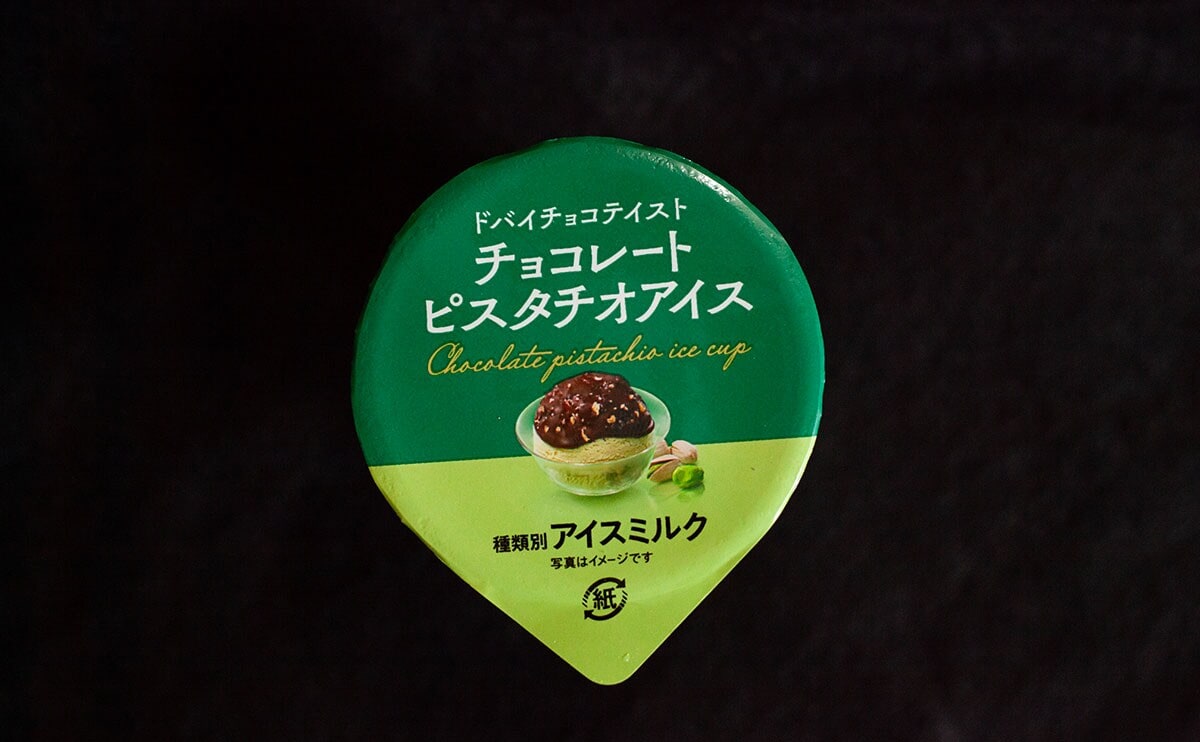 ドバイチョコテイスト
チョコレート
ピスタチオアイス
Chocolate pistachio ice cup
種類別 アイスミルク
写真はイメージです
紙